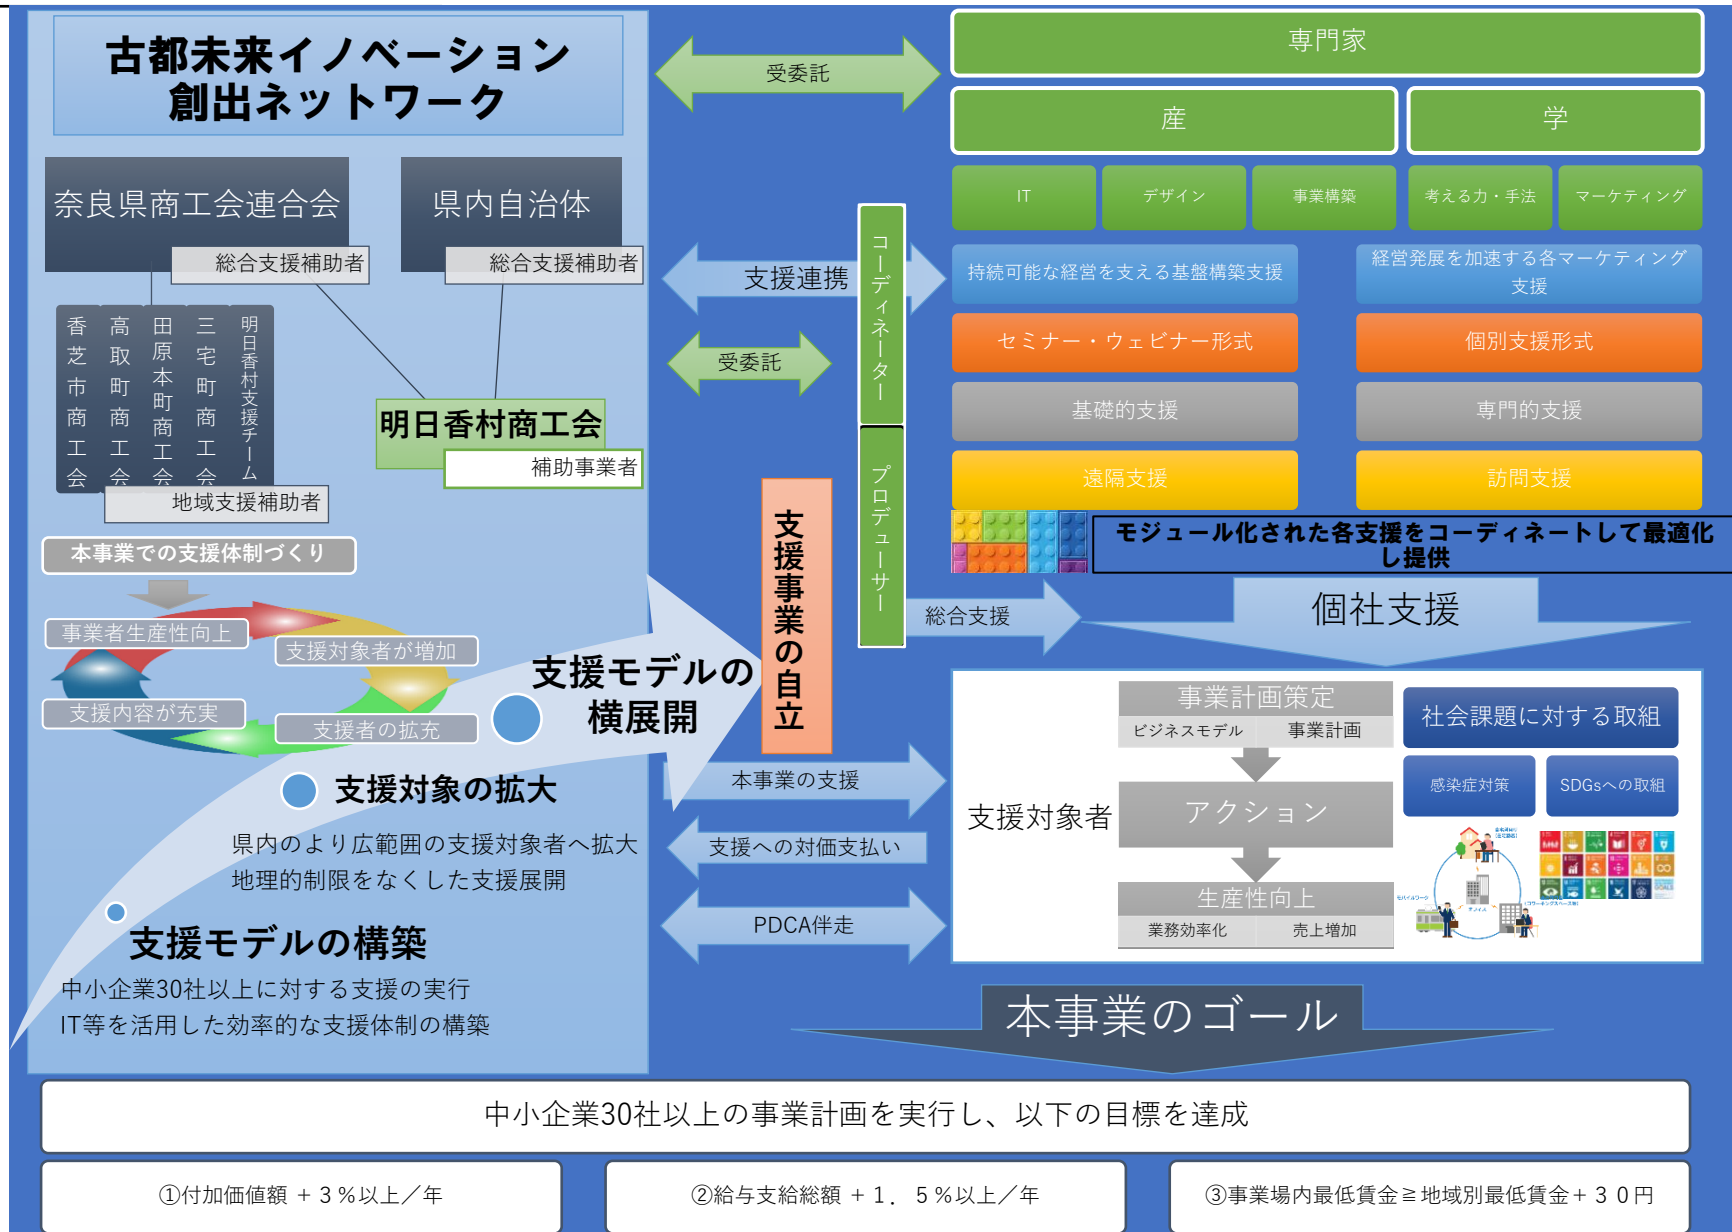 古都未来イノベーション
創出ネットワーク
奈良県商工会連合会
総合支援補助者
県内自治体
総合支援補助者
香芝市商工会
高取町商工会
田原本町商工会
三宅町商工会
明日香村支援チーム
地域支援補助者
明日香村商工会
補助事業者
本事業での支援体制づくり
事業者生産性向上
支援対象者が増加
支援内容が充実
支援者の拡充
支援モデルの
横展開
支援対象の拡大
県内のより広範囲の支援対象者へ拡大
地理的制限をなくした支援展開
支援モデルの構築
中小企業30社以上に対する支援の実行
IT等を活用した効率的な支援体制の構築
支援事業の自立
受委託
支援連携
受委託
コーディネーター
プロデューサー
総合支援
本事業の支援
支援への対価支払い
PDCA伴走
専門家
産
学
IT
デザイン
事業構築
考える力・手法
マーケティング
持続可能な経営を支える基盤構築支援
経営発展を加速する各マーケティング
支援
セミナー・ウェビナー形式
個別支援形式
基礎的支援
専門的支援
遠隔支援
訪問支援
モジュール化された各支援をコーディネートして最適化
し提供
個社支援
支援対象者
事業計画策定
ビジネスモデル
事業計画
アクション
生産性向上
業務効率化
売上増加
社会課題に対する取組
感染症対策
SDGsへの取組
モバイルワーク
オフィス
本事業のゴール
中小企業30社以上の事業計画を実行し、以下の目標を達成
①付加価値額 + 3 %以上／年
②給与支給総額 + 1．5 %以上／年
③事業場内最低賃金≧地域別最低賃金+ 3 0 円